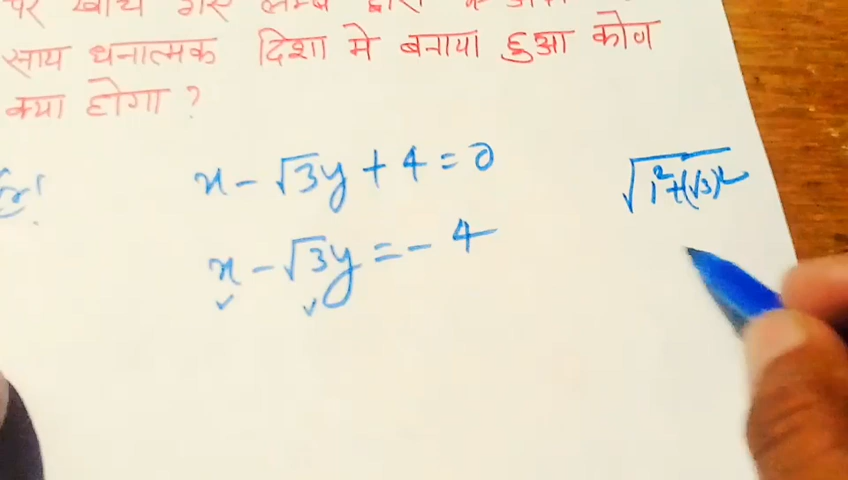 साथ धनात्मक दिशा मे बनाया हुआ कोण
क्या होगा ?
x - √3y + 4 = 0
√1²+(√3)²
x - √3y = - 4